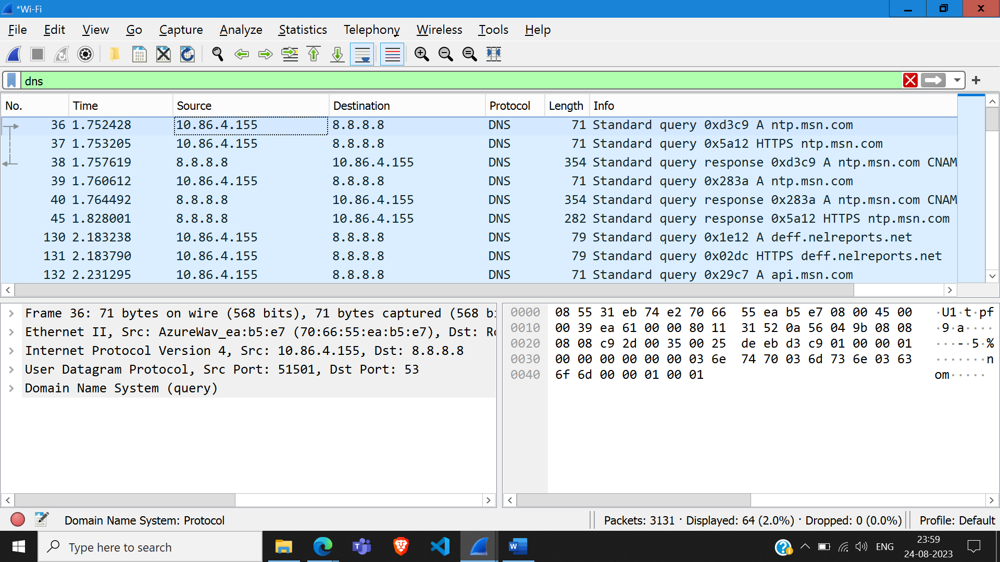 *Wi-Fi
File Edit View Go Capture Analyze Statistics Telephony Wireless Tools Help
dns
No. Time Source Destination Protocol Length Info
36 1.752428 10.86.4.155 8.8.8.8 DNS 71 Standard query 0xd3c9 A ntp.msn.com
37 1.753205 10.86.4.155 8.8.8.8 DNS 71 Standard query 0x5a12 HTTPS ntp.msn.com
38 1.757619 8.8.8.8 10.86.4.155 DNS 354 Standard query response 0xd3c9 A ntp.msn.com CNAM
39 1.760612 10.86.4.155 8.8.8.8 DNS 71 Standard query 0x283a A ntp.msn.com
40 1.764492 8.8.8.8 10.86.4.155 DNS 354 Standard query response 0x283a A ntp.msn.com CNAM
45 1.828001 8.8.8.8 10.86.4.155 DNS 282 Standard query response 0x5a12 HTTPS ntp.msn.com
130 2.183238 10.86.4.155 8.8.8.8 DNS 79 Standard query 0x1e12 A deff.nelreports.net
131 2.183790 10.86.4.155 8.8.8.8 DNS 79 Standard query 0x02dc HTTPS deff.nelreports.net
132 2.231295 10.86.4.155 8.8.8.8 DNS 71 Standard query 0x29c7 A api.msn.com
Frame 36: 71 bytes on wire (568 bits), 71 bytes captured (568 b
Ethernet II, Src: AzureWav_ea:b5:e7 (70:66:55:ea:b5:e7), Dst: Ro
Internet Protocol Version 4, Src: 10.86.4.155, Dst: 8.8.8.8
User Datagram Protocol, Src Port: 51501, Dst Port: 53
Domain Name System (query)
0000 08 55 31 eb 74 e2 70 66 55 ea b5 e7 08 00 45 00 ·U1·t·pf
0010 00 39 ea 61 00 00 80 11 31 52 0a 56 04 9b 08 08 ·9·a····
0020 08 08 c9 2d 00 35 00 25 de eb d3 c9 01 00 00 01 ···-·5·%
0030 00 00 00 00 00 00 03 6e 74 70 03 6d 73 6e 03 63 ·······n
0040 6f 6d 00 00 01 00 01 om·····
Domain Name System: Protocol Packets: 3131 · Displayed: 64 (2.0%) · Dropped: 0 (0.0%) Profile: Default
Type here to search
ENG
23:59
24-08-2023